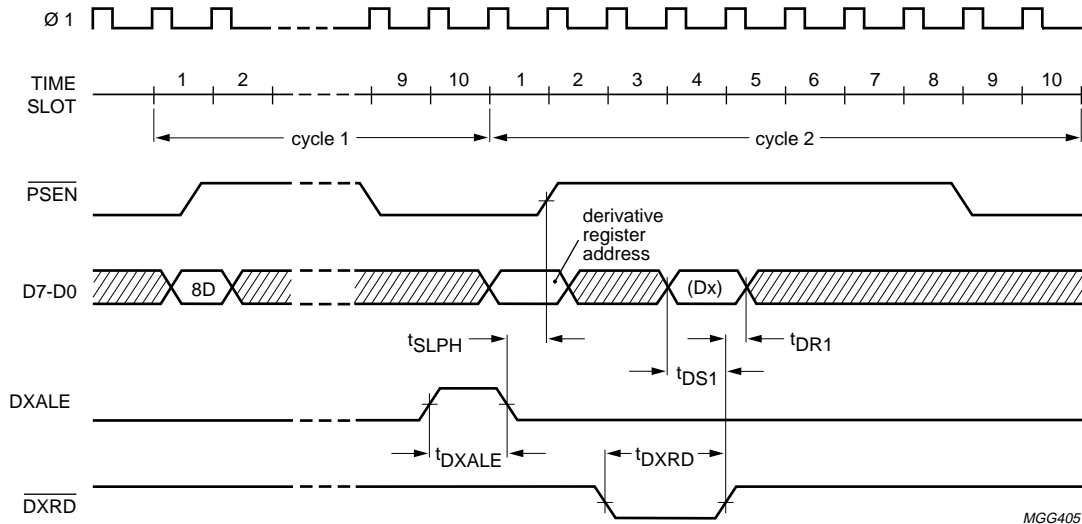 Ø 1
TIME SLOT
1 2 9 10 1 2 3 4 5 6 7 8 9 10
cycle 1 cycle 2
PSEN
derivative
register
address
D7-D0 8D (Dx)
tSLPH tDR1
tDS1
DXALE
tDXALE tDXRD
DXRD
MGG405